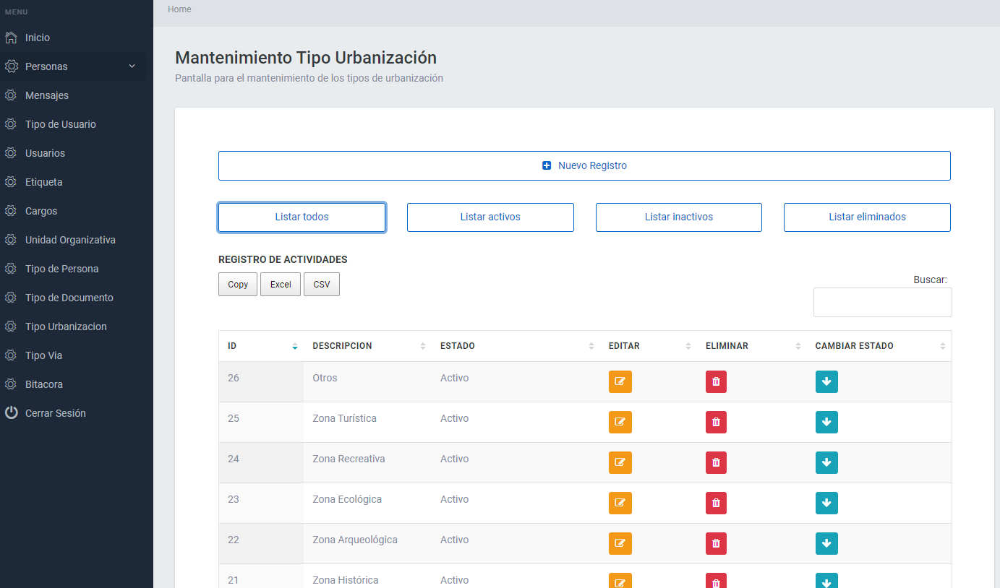 MENU
Inicio
Personas
Mensajes
Tipo de Usuario
Usuarios
Etiqueta
Cargos
Unidad Organizativa
Tipo de Persona
Tipo de Documento
Tipo Urbanizacion
Tipo Via
Bitacora
Cerrar Sesión
Home
Mantenimiento Tipo Urbanización
Pantalla para el mantenimiento de los tipos de urbanización
Nuevo Registro
Listar todos Listar activos Listar inactivos Listar eliminados
REGISTRO DE ACTIVIDADES
Copy Excel CSV
Buscar:
ID DESCRIPCION ESTADO EDITAR ELIMINAR CAMBIAR ESTADO
26 Otros Activo
25 Zona Turística Activo
24 Zona Recreativa Activo
23 Zona Ecológica Activo
22 Zona Arqueológica Activo
21 Zona Histórica Activo